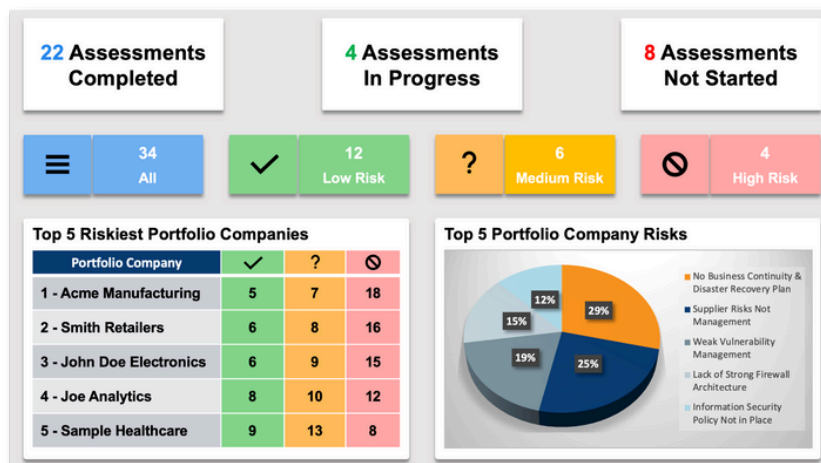 22 Assessments
Completed
4 Assessments
In Progress
8 Assessments
Not Started
34
All
12
Low Risk
?
6
Medium Risk
4
High Risk
Top 5 Riskiest Portfolio Companies
Portfolio Company ✓ ? 🚫
1 - Acme Manufacturing 5 7 18
2 - Smith Retailers 6 8 16
3 - John Doe Electronics 6 9 15
4 - Joe Analytics 8 10 12
5 - Sample Healthcare 9 13 8
Top 5 Portfolio Company Risks
12%
29%
15%
19%
25%
No Business Continuity &
Disaster Recovery Plan
Supplier Risks Not
Management
Weak Vulnerability
Management
Lack of Strong Firewall
Architecture
Information Security
Policy Not in Place